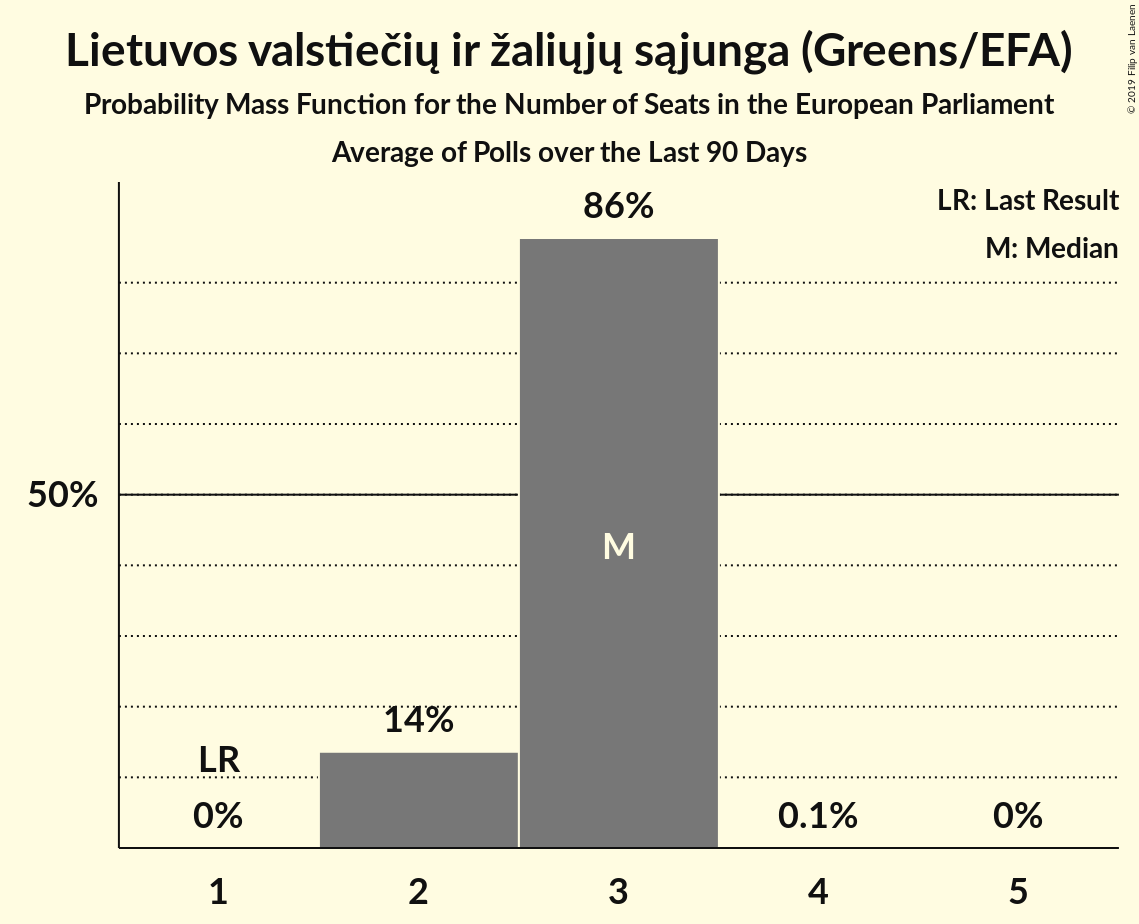 Lietuvos valstiečių ir žaliųjų sąjunga (Greens/EFA)
Probability Mass Function for the Number of Seats in the European Parliament
Average of Polls over the Last 90 Days
© 2019 Filip van Laenen
LR: Last Result
M: Median
86%
50%
M
14%
LR
0%
0.1%
0%
1 2 3 4 5